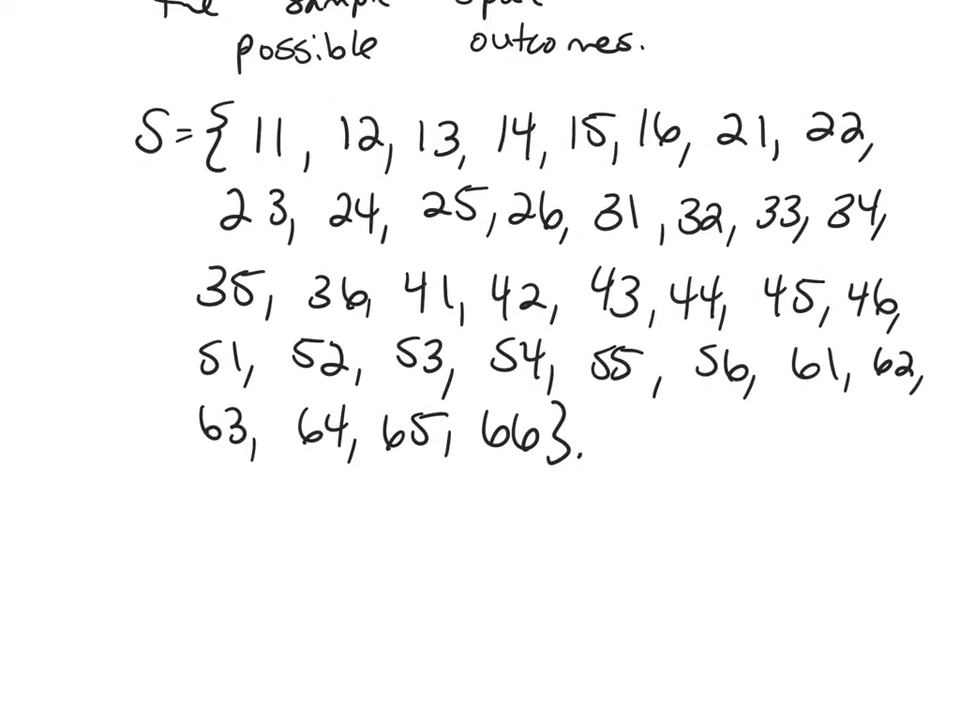 The sample
possible outcomes.
S = { 11, 12, 13, 14, 15, 16, 21, 22,
23, 24, 25, 26, 31, 32, 33, 34,
35, 36, 41, 42, 43, 44, 45, 46,
51, 52, 53, 54, 55, 56, 61, 62,
63, 64, 65, 66}.